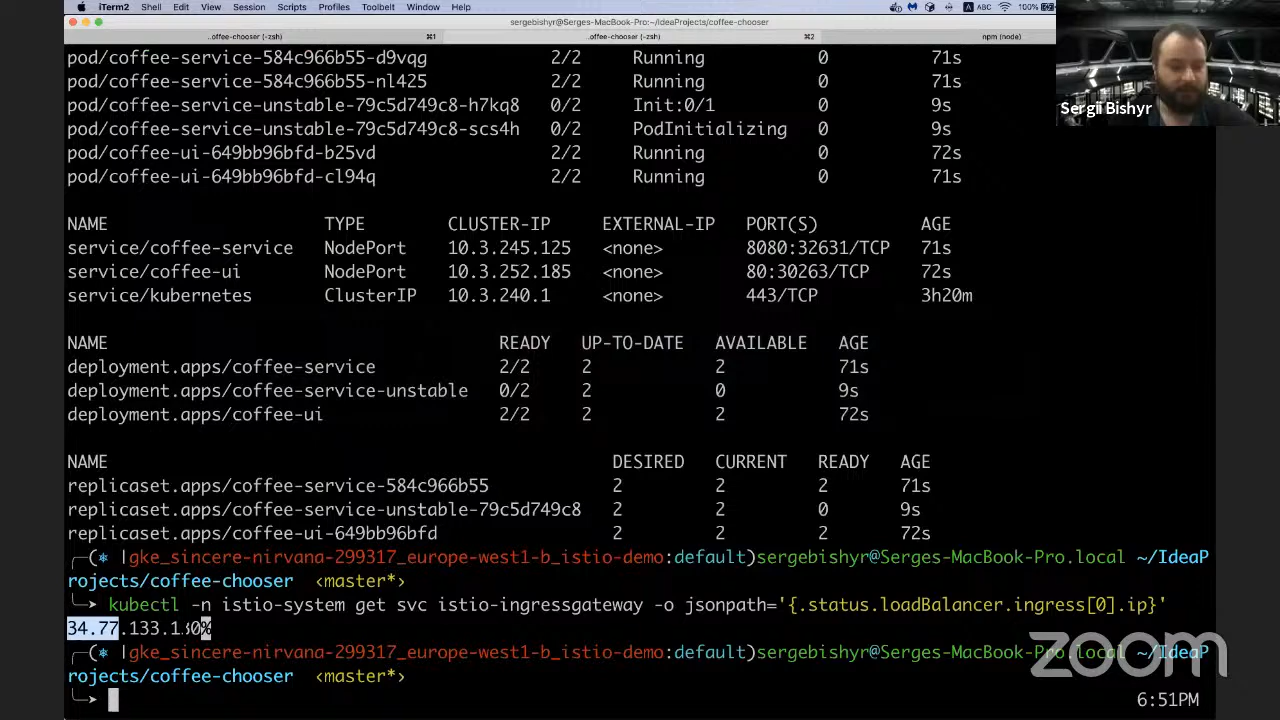 iTerm2 Shell Edit View Session Scripts Profiles Toolbelt Window Help ABC 100%
sergebishyr@Serges-MacBook-Pro:~/IdeaProjects/coffee-chooser
..offee-chooser (-zsh) ⌘1 ..offee-chooser (-zsh) ⌘2 npm (node)
pod/coffee-service-584c966b55-d9vqg 2/2 Running 0 71s
pod/coffee-service-584c966b55-nl425 2/2 Running 0 71s
pod/coffee-service-unstable-79c5d749c8-h7kq8 0/2 Init:0/1 0 9s
pod/coffee-service-unstable-79c5d749c8-scs4h 0/2 PodInitializing 0 9s
pod/coffee-ui-649bb96bfd-b25vd 2/2 Running 0 72s
pod/coffee-ui-649bb96bfd-cl94q 2/2 Running 0 71s
Sergii Bishyr
NAME TYPE CLUSTER-IP EXTERNAL-IP PORT(S) AGE
service/coffee-service NodePort 10.3.245.125 <none> 8080:32631/TCP 71s
service/coffee-ui NodePort 10.3.252.185 <none> 80:30263/TCP 72s
service/kubernetes ClusterIP 10.3.240.1 <none> 443/TCP 3h20m
NAME READY UP-TO-DATE AVAILABLE AGE
deployment.apps/coffee-service 2/2 2 2 71s
deployment.apps/coffee-service-unstable 0/2 2 0 9s
deployment.apps/coffee-ui 2/2 2 2 72s
NAME DESIRED CURRENT READY AGE
replicaset.apps/coffee-service-584c966b55 2 2 2 71s
replicaset.apps/coffee-service-unstable-79c5d749c8 2 2 0 9s
replicaset.apps/coffee-ui-649bb96bfd 2 2 2 72s
╭─(⎈ |gke_sincere-nirvana-299317_europe-west1-b_istio-demo:default)sergebishyr@Serges-MacBook-Pro.local ~/IdeaP
rojects/coffee-chooser ‹master*›
╰─➤ kubectl -n istio-system get svc istio-ingressgateway -o jsonpath='{.status.loadBalancer.ingress[0].ip}'
╭─(⎈ |gke_sincere-nirvana-299317_europe-west1-b_istio-demo:default)sergebishyr@Serges-MacBook-Pro.local ~/IdeaP
rojects/coffee-chooser ‹master*›
╰─➤
zoom
6:51PM